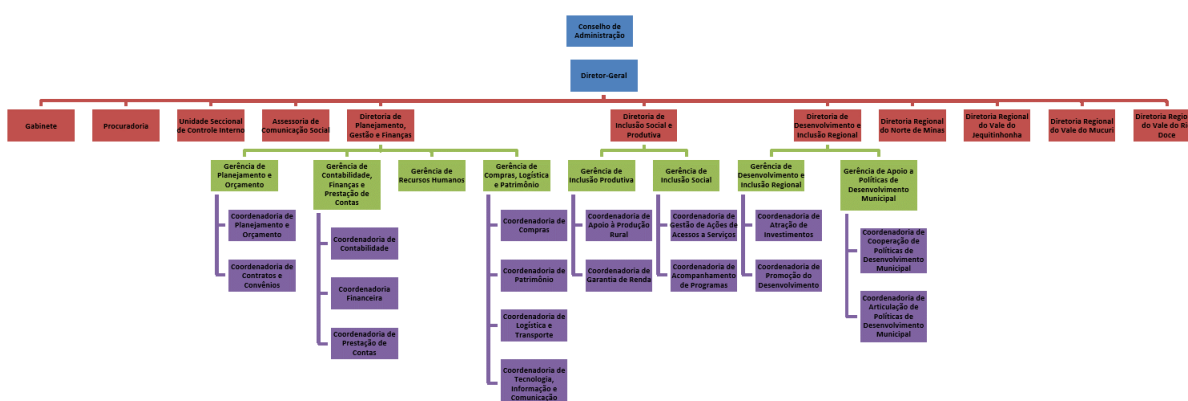 Conselho de
Administração
Diretor-Geral
Gabinete
Procuradoria
Unidade Seccional
de Controle Interno
Assessoria de
Comunicação Social
Diretoria de
Planejamento,
Gestão e Finanças
Diretoria de
Inclusão Social e
Produtiva
Diretoria de
Desenvolvimento e
Inclusão Regional
Diretoria Regional
do Norte de Minas
Diretoria Regional
do Vale do
Jequitinhonha
Diretoria Regional
do Vale do Mucuri
Diretoria Regional
do Vale do Rio
Doce
Gerência de
Planejamento e
Orçamento
Gerência de
Contabilidade,
Finanças e
Prestação de
Contas
Gerência de
Recursos Humanos
Gerência de
Compras, Logística
e Patrimônio
Gerência de
Inclusão Produtiva
Gerência de
Inclusão Social
Gerência de
Desenvolvimento e
Inclusão Regional
Gerência de Apoio a
Políticas de
Desenvolvimento
Municipal
Coordenadoria de
Planejamento e
Orçamento
Coordenadoria de
Contratos e
Convênios
Coordenadoria de
Contabilidade
Coordenadoria
Financeira
Coordenadoria de
Prestação de
Contas
Coordenadoria de
Compras
Coordenadoria de
Patrimônio
Coordenadoria de
Logística e
Transporte
Coordenadoria de
Tecnologia,
Informação e
Comunicação
Coordenadoria de
Apoio à Produção
Rural
Coordenadoria de
Garantia de Renda
Coordenadoria de
Gestão de Ações de
Acessos a Serviços
Coordenadoria de
Acompanhamento
de Programas
Coordenadoria de
Atração de
Investimentos
Coordenadoria de
Promoção do
Desenvolvimento
Coordenadoria de
Cooperação de
Políticas de
Desenvolvimento
Municipal
Coordenadoria de
Articulação de
Políticas de
Desenvolvimento
Municipal